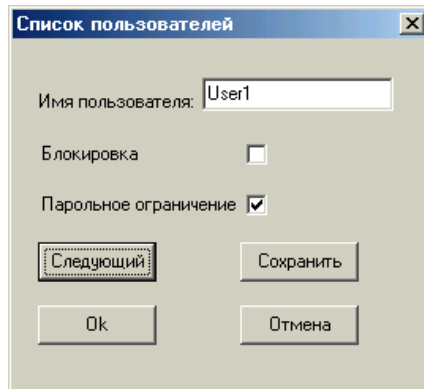 Список пользователей
Имя пользователя: User1
Блокировка
Парольное ограничение
Следующий Сохранить
Ok Отмена